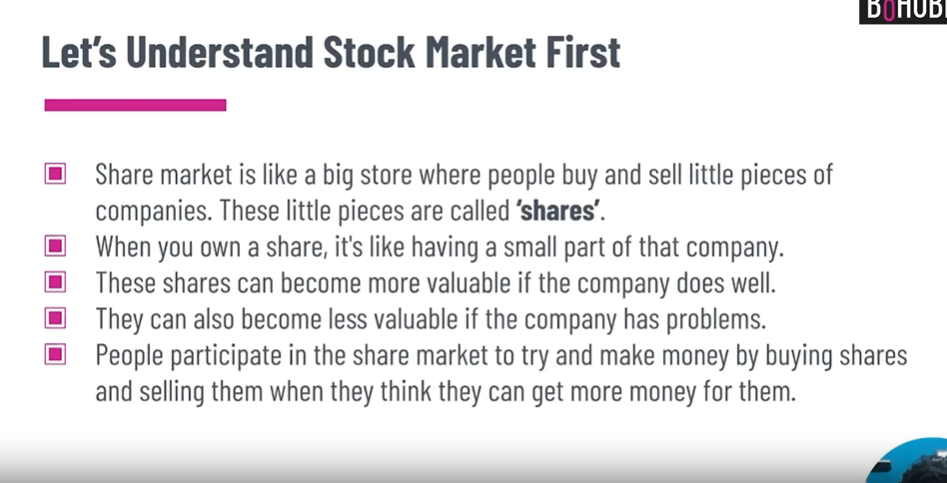 BOHUB
Let's Understand Stock Market First
Share market is like a big store where people buy and sell little pieces of
companies. These little pieces are called 'shares'.
When you own a share, it's like having a small part of that company.
These shares can become more valuable if the company does well.
They can also become less valuable if the company has problems.
People participate in the share market to try and make money by buying shares
and selling them when they think they can get more money for them.